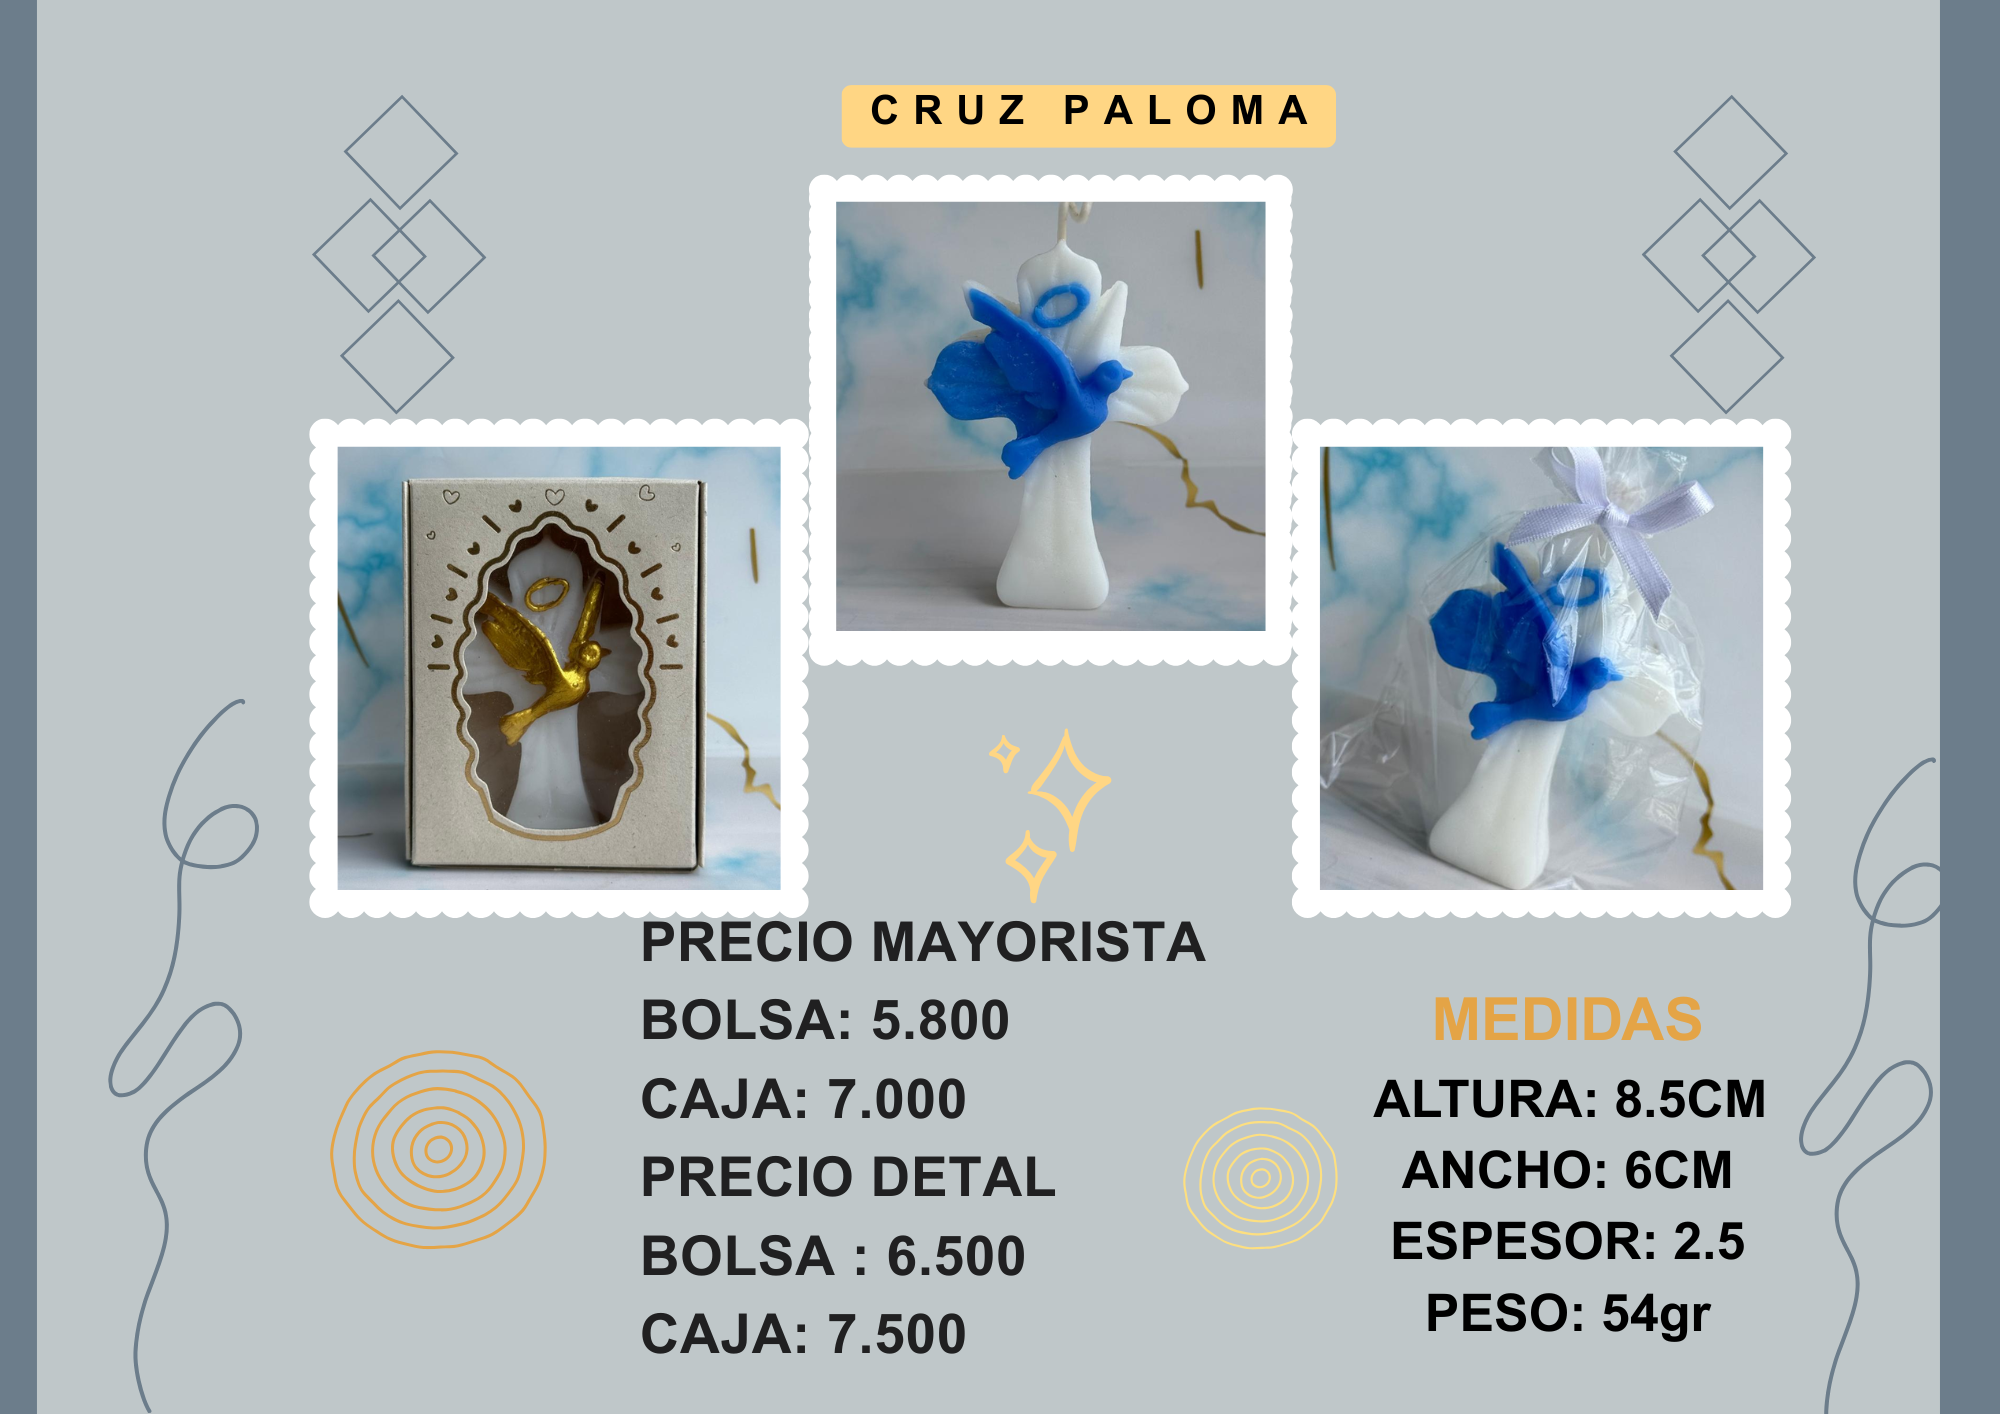 CRUZ PALOMA
PRECIO MAYORISTA
BOLSA: 5.800
CAJA: 7.000
PRECIO DETAL
BOLSA : 6.500
CAJA: 7.500
MEDIDAS
ALTURA: 8.5CM
ANCHO: 6CM
ESPESOR: 2.5
PESO: 54gr